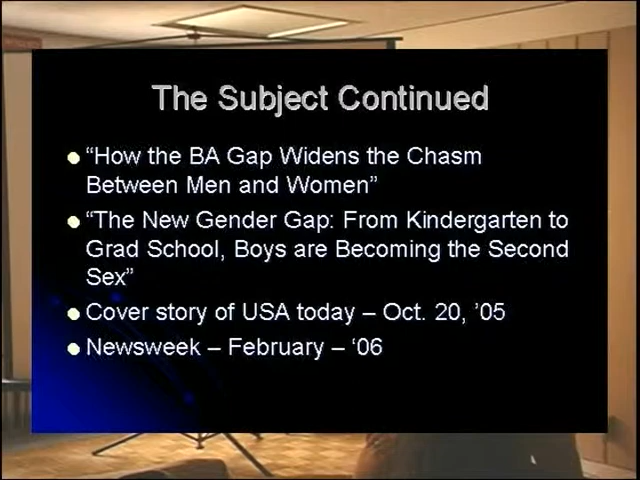 The Subject Continued
“How the BA Gap Widens the Chasm
Between Men and Women”
“The New Gender Gap: From Kindergarten to
Grad School, Boys are Becoming the Second
Sex”
Cover story of USA today – Oct. 20, ’05
Newsweek – February – ‘06